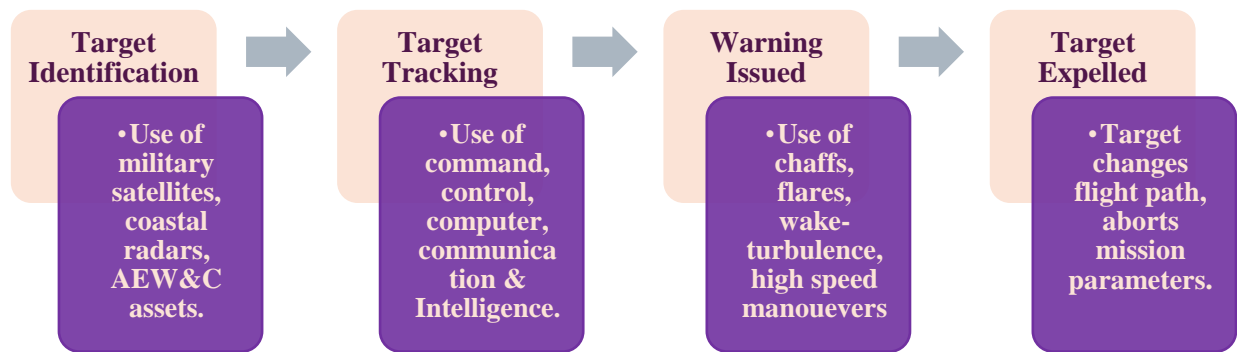 Target
Identification
•Use of
military
satellites,
coastal
radars,
AEW&C
assets.
Target
Tracking
•Use of
command,
control,
computer,
communica
tion &
Intelligence.
Warning
Issued
•Use of
chaffs,
flares,
wake-
turbulence,
high speed
manouevers
Target
Expelled
•Target
changes
flight path,
aborts
mission
parameters.